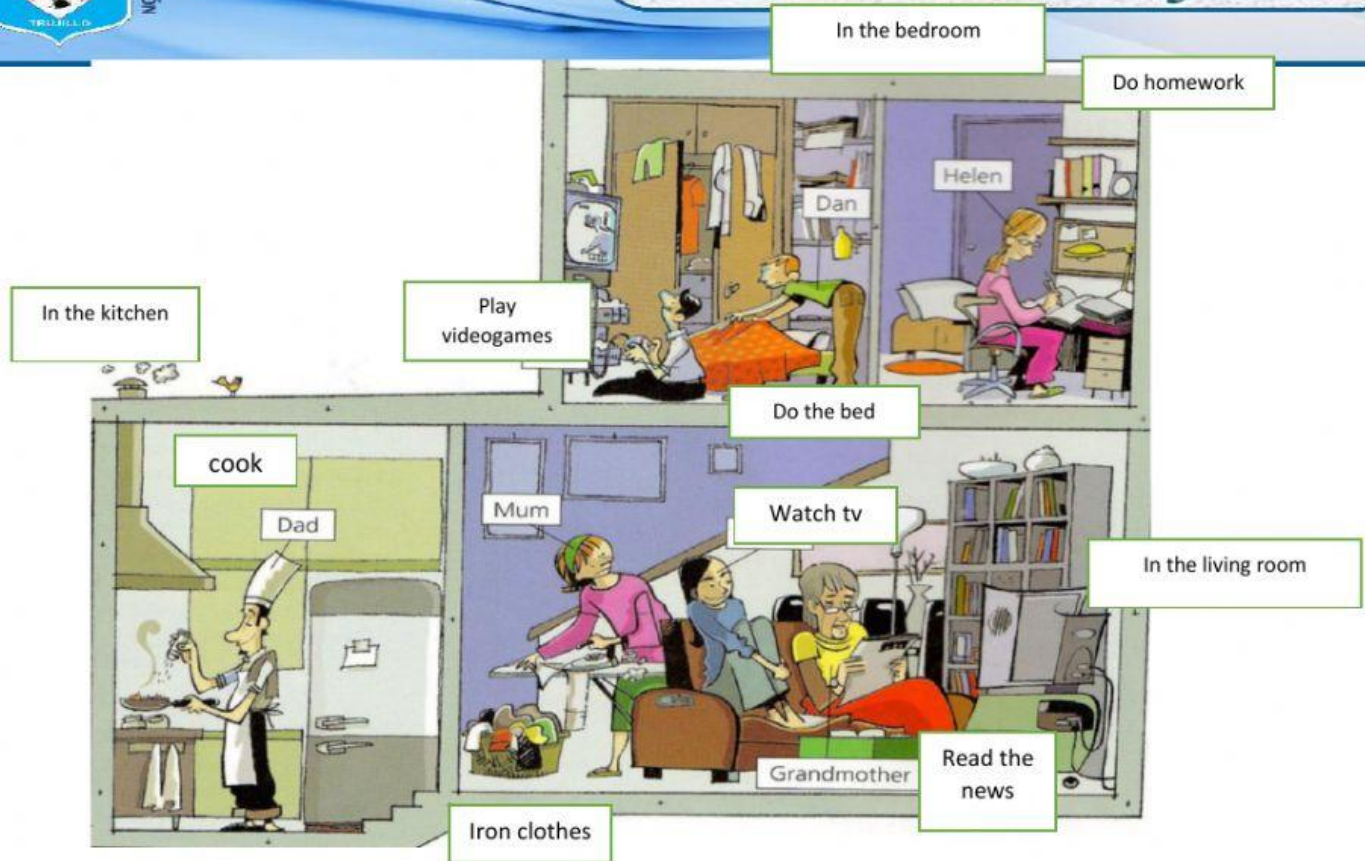 TRUJILLO
In the bedroom
Do homework
Helen
Dan
In the kitchen
Play
videogames
Do the bed
cook
Dad
Mum
Watch tv
In the living room
Grandmother
Read the
news
Iron clothes